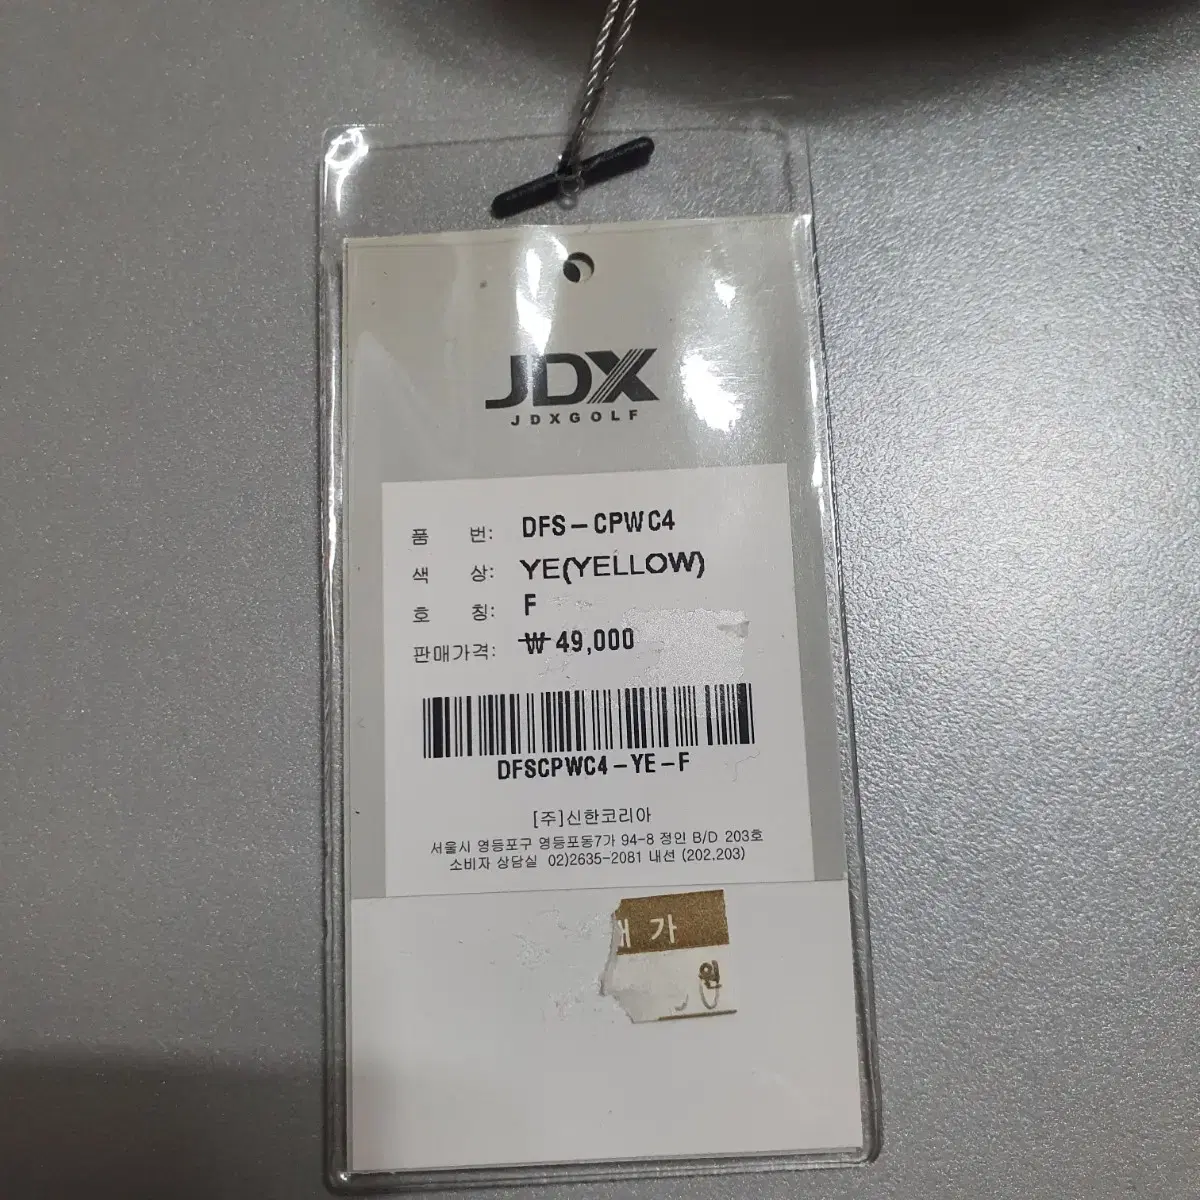 JDX
JDXGOLF
품 번: DFS-CPWC4
색 상: YE(YELLOW)
호 칭: F
판매가격: ₩ 49,000
DFSCPWC4-YE-F
[주]신한코리아
서울시 영등포구 영등포동7가 94-8 정인 B/D 203호
소비자 상담실 02)2635-2081 내선 (202.203)
가
원